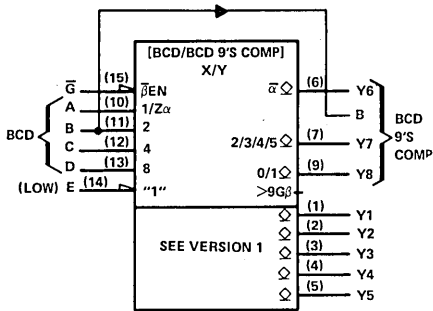 [BCD/BCD 9'S COMP]
X/Y
G̅ (15) β̅EN α̅ (6) Y6
A (10) 1/Zα
B (11) 2 B
C (12) 4 2/3/4/5 (7) Y7
D (13) 8 0/1 (9) Y8
BCD
BCD
9'S
COMP
(LOW) E (14) "1" >9Gβ
SEE VERSION 1
(1) Y1
(2) Y2
(3) Y3
(4) Y4
(5) Y5